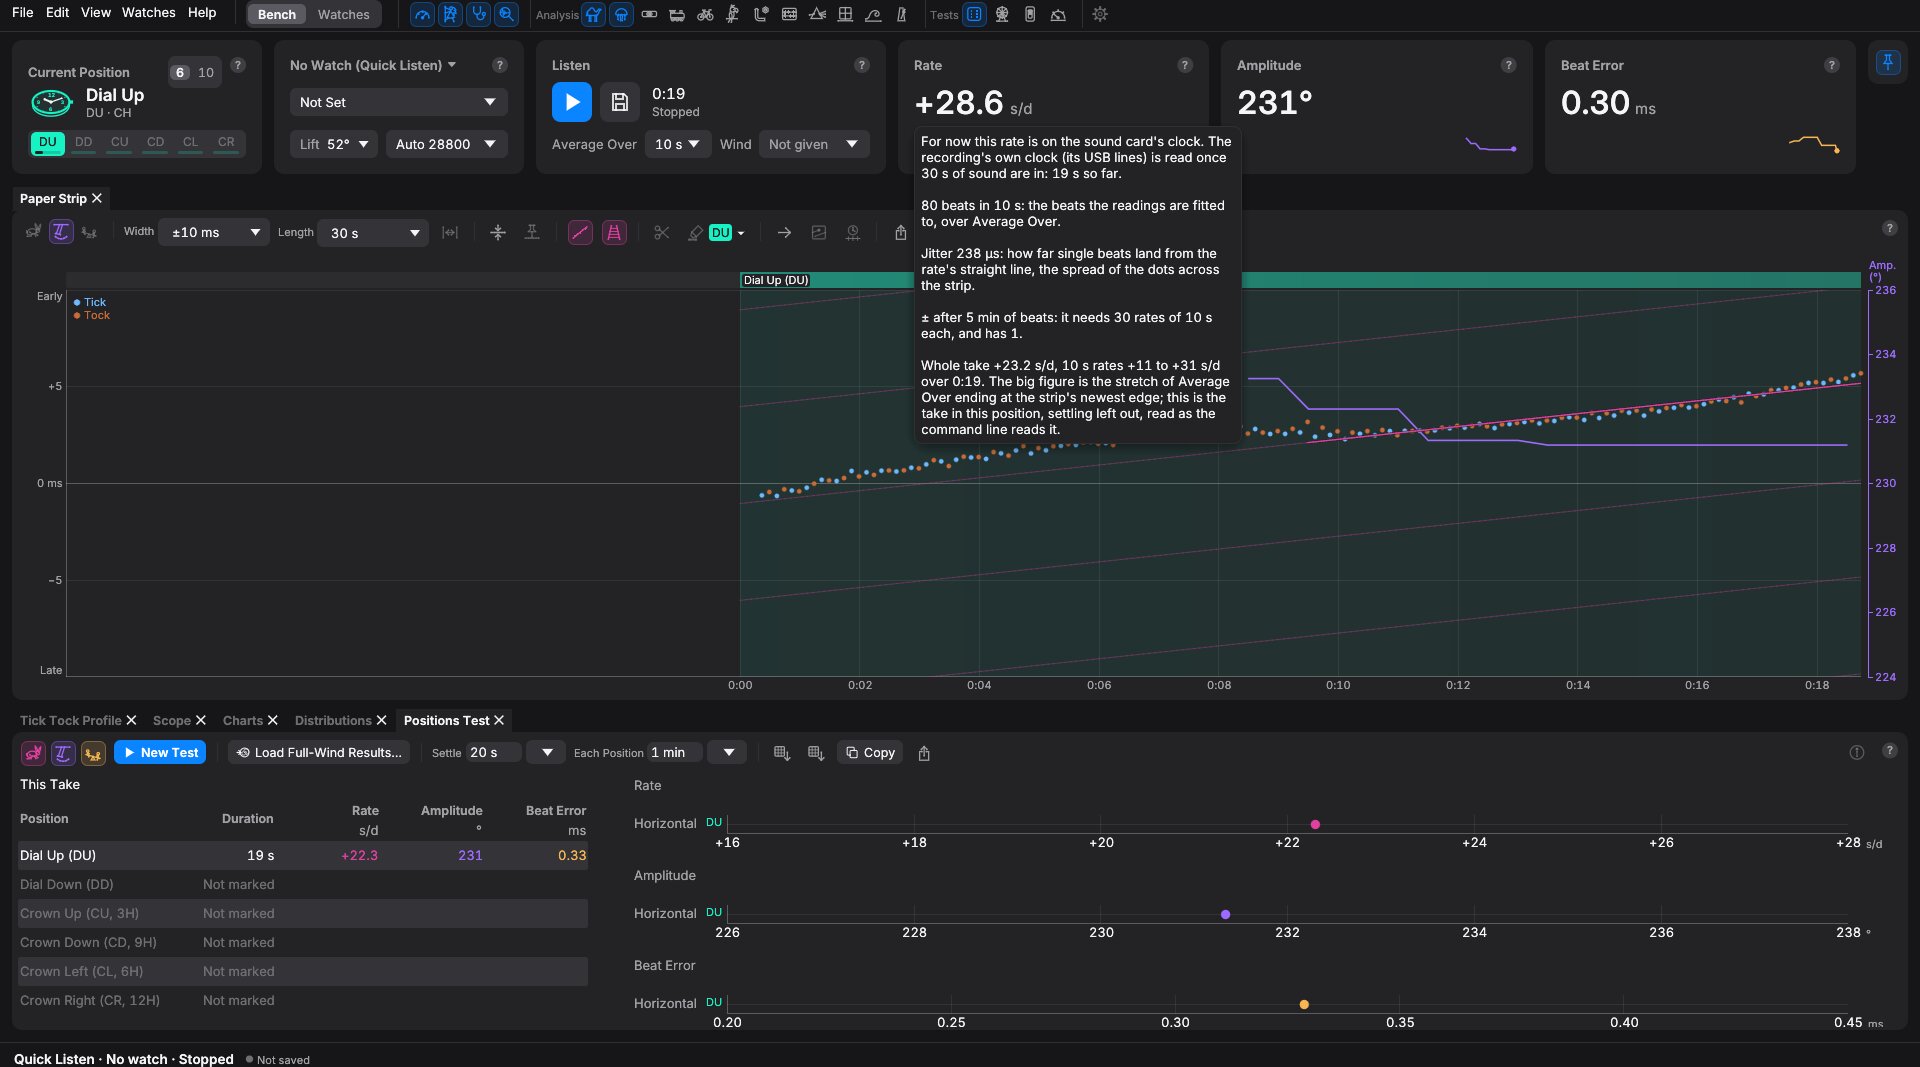 File Edit View Watches Help
Bench Watches
Analysis
Tests
Current Position
6 10
?
Dial Up
DU · CH
DU DD CU CD CL CR
No Watch (Quick Listen)
?
Not Set
Lift 52°
Auto 28800
Listen
?
0:19
Stopped
Average Over 10 s Wind Not given
Rate
?
+28.6 s/d
Amplitude
?
231°
Beat Error
?
0.30 ms
For now this rate is on the sound card's clock. The
recording's own clock (its USB lines) is read once
30 s of sound are in: 19 s so far.
80 beats in 10 s: the beats the readings are fitted
to, over Average Over.
Jitter 238 µs: how far single beats land from the
rate's straight line, the spread of the dots across
the strip.
± after 5 min of beats: it needs 30 rates of 10 s
each, and has 1.
Whole take +23.2 s/d, 10 s rates +11 to +31 s/d
over 0:19. The big figure is the stretch of Average
Over ending at the strip's newest edge; this is the
take in this position, settling left out, read as the
command line reads it.
Paper Strip
Width ±10 ms Length 30 s
DU
?
Dial Up (DU)
Amp.
(°)
Early
Tick
Tock
+5
0 ms
−5
Late
236
234
232
230
228
226
224
0:00 0:02 0:04 0:06 0:08 0:10 0:12 0:14 0:16 0:18
Tick Tock Profile Scope Charts Distributions Positions Test
New Test
Load Full-Wind Results...
Settle 20 s
Each Position 1 min
Copy
?
This Take
Position Duration Rate Amplitude Beat Error
s/d ° ms
Dial Up (DU) 19 s +22.3 231 0.33
Dial Down (DD) Not marked
Crown Up (CU, 3H) Not marked
Crown Down (CD, 9H) Not marked
Crown Left (CL, 6H) Not marked
Crown Right (CR, 12H) Not marked
Rate
Horizontal DU
+16 +18 +20 +22 +24 +26 +28 s/d
Amplitude
Horizontal DU
226 228 230 232 234 236 238 °
Beat Error
Horizontal DU
0.20 0.25 0.30 0.35 0.40 0.45 ms
Quick Listen · No watch · Stopped
Not saved